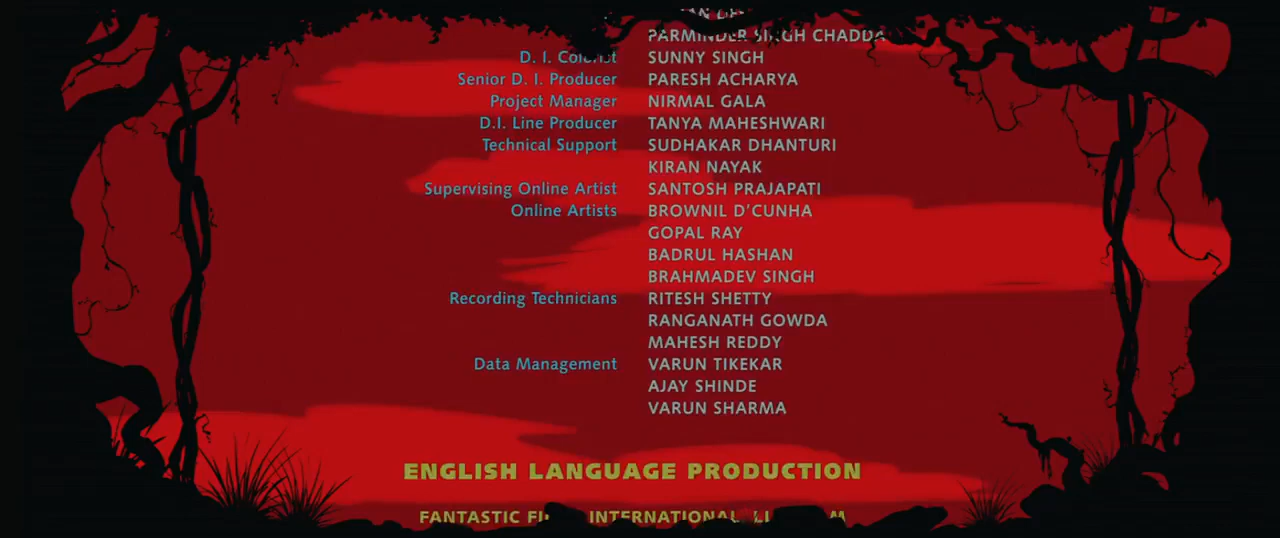 PARMINDER SINGH CHADDA
D. I. Colorist SUNNY SINGH
Senior D. I. Producer PARESH ACHARYA
Project Manager NIRMAL GALA
D.I. Line Producer TANYA MAHESHWARI
Technical Support SUDHAKAR DHANTURI
KIRAN NAYAK
Supervising Online Artist SANTOSH PRAJAPATI
Online Artists BROWNIL D'CUNHA
GOPAL RAY
BADRUL HASHAN
BRAHMADEV SINGH
Recording Technicians RITESH SHETTY
RANGANATH GOWDA
MAHESH REDDY
Data Management VARUN TIKEKAR
AJAY SHINDE
VARUN SHARMA
ENGLISH LANGUAGE PRODUCTION
FANTASTIC INTERNATIONAL